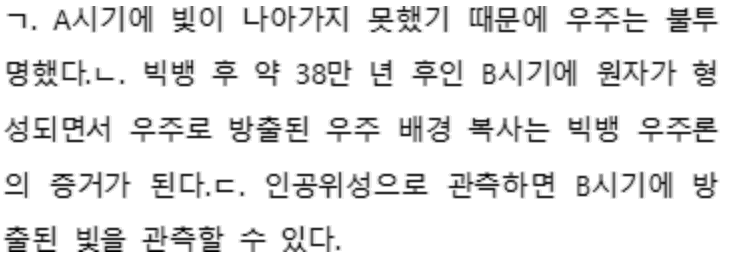 ㄱ. A시기에 빛이 나아가지 못했기 때문에 우주는 불투
명했다.ㄴ. 빅뱅 후 약 38만 년 후인 B시기에 원자가 형
성되면서 우주로 방출된 우주 배경 복사는 빅뱅 우주론
의 증거가 된다.ㄷ. 인공위성으로 관측하면 B시기에 방
출된 빛을 관측할 수 있다.